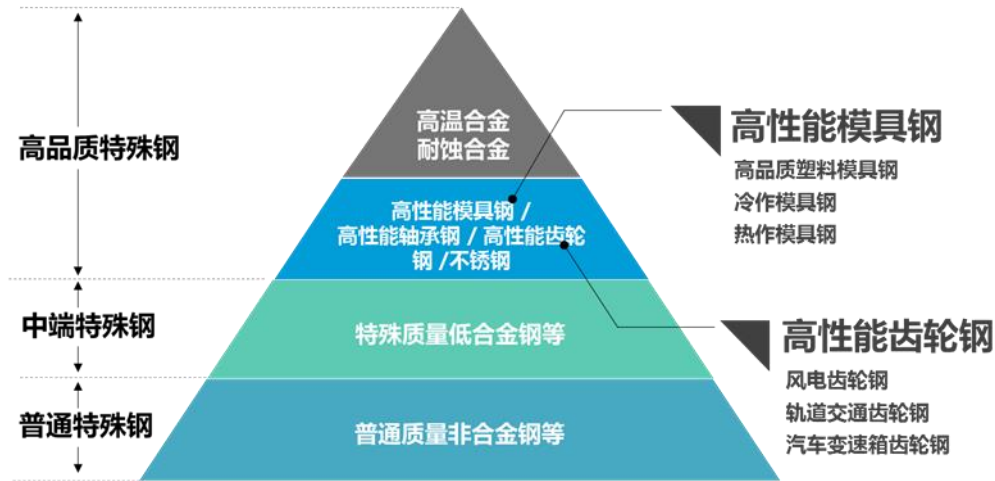 高品质特殊钢
中端特殊钢
普通特殊钢
高温合金
耐蚀合金
高性能模具钢 /
高性能轴承钢 / 高性能齿轮
钢 /不锈钢
特殊质量低合金钢等
普通质量非合金钢等
高性能模具钢
高品质塑料模具钢
冷作模具钢
热作模具钢
高性能齿轮钢
风电齿轮钢
轨道交通齿轮钢
汽车变速箱齿轮钢